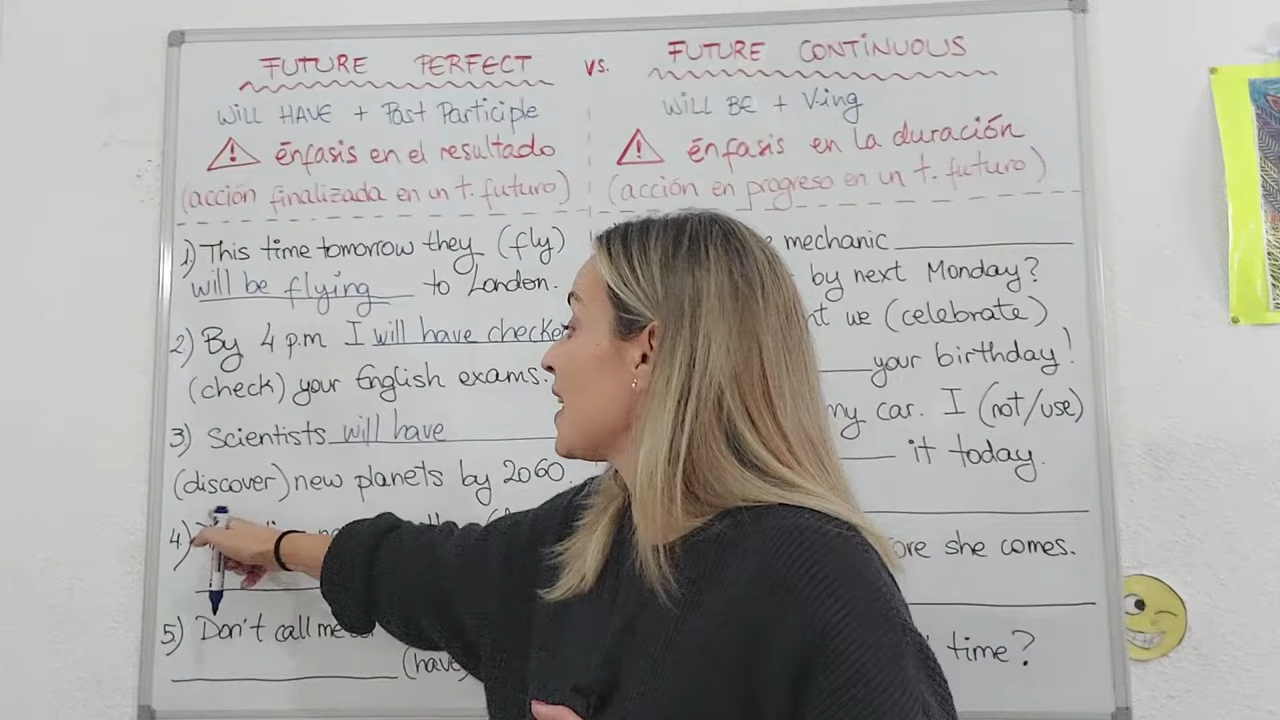 FUTURE PERFECT vs. FUTURE CONTINUOUS
WILL HAVE + Past Participle
WILL BE + V-ing
énfasis en el resultado
énfasis en la duración
(acción finalizada en un t. futuro)
(acción en progreso en un t. futuro)
1) This time tomorrow they (fly)
will be flying to London.
2) By 4 p.m I will have
(check) your English exams.
3) Scientists will have
(discover) new planets by 2060.
4)
5) Don't call me
(have
mechanic
by next Monday?
we (celebrate)
your birthday!
my car. I (not/use)
it today.
she comes.
time?